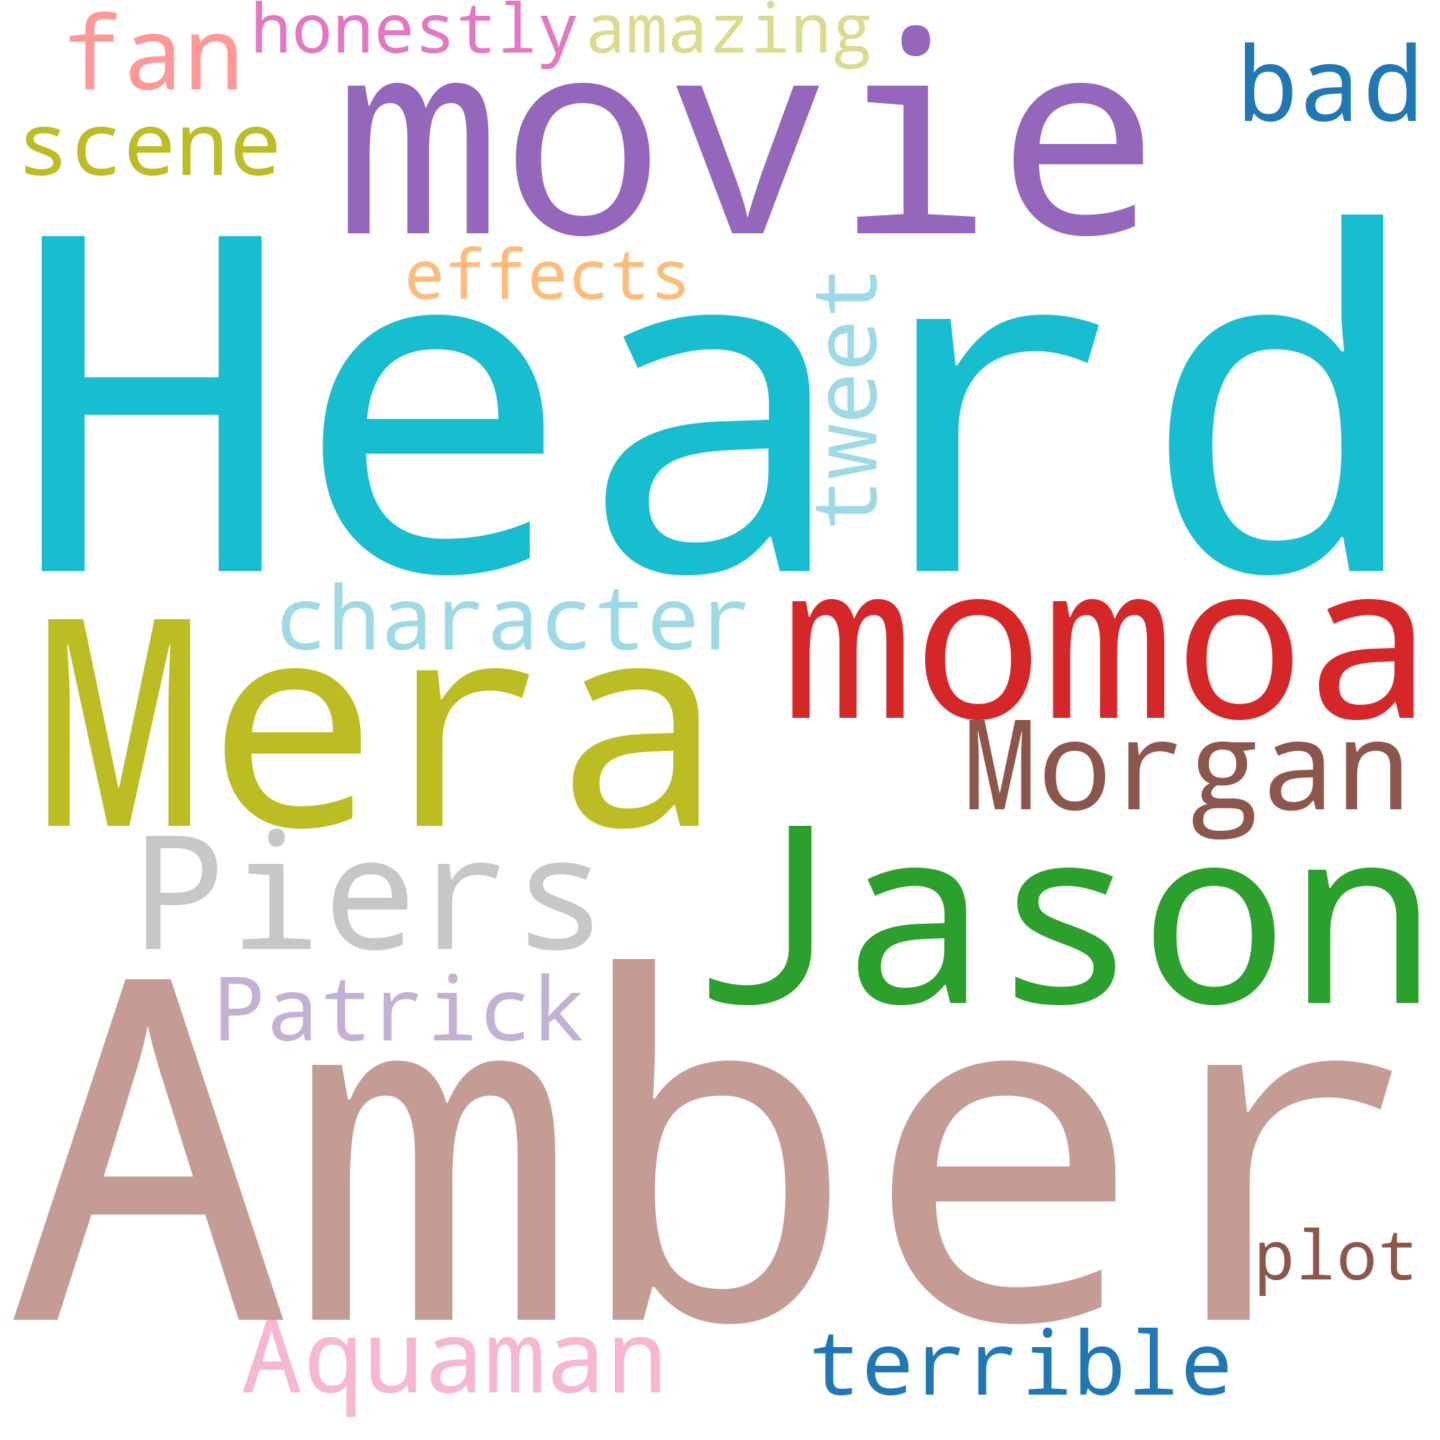 honestly
amazing
fan
movie
bad
scene
effects
Heard
tweet
character
momoa
Mera
Morgan
Piers
Jason
Patrick
Amber
plot
Aquaman
terrible